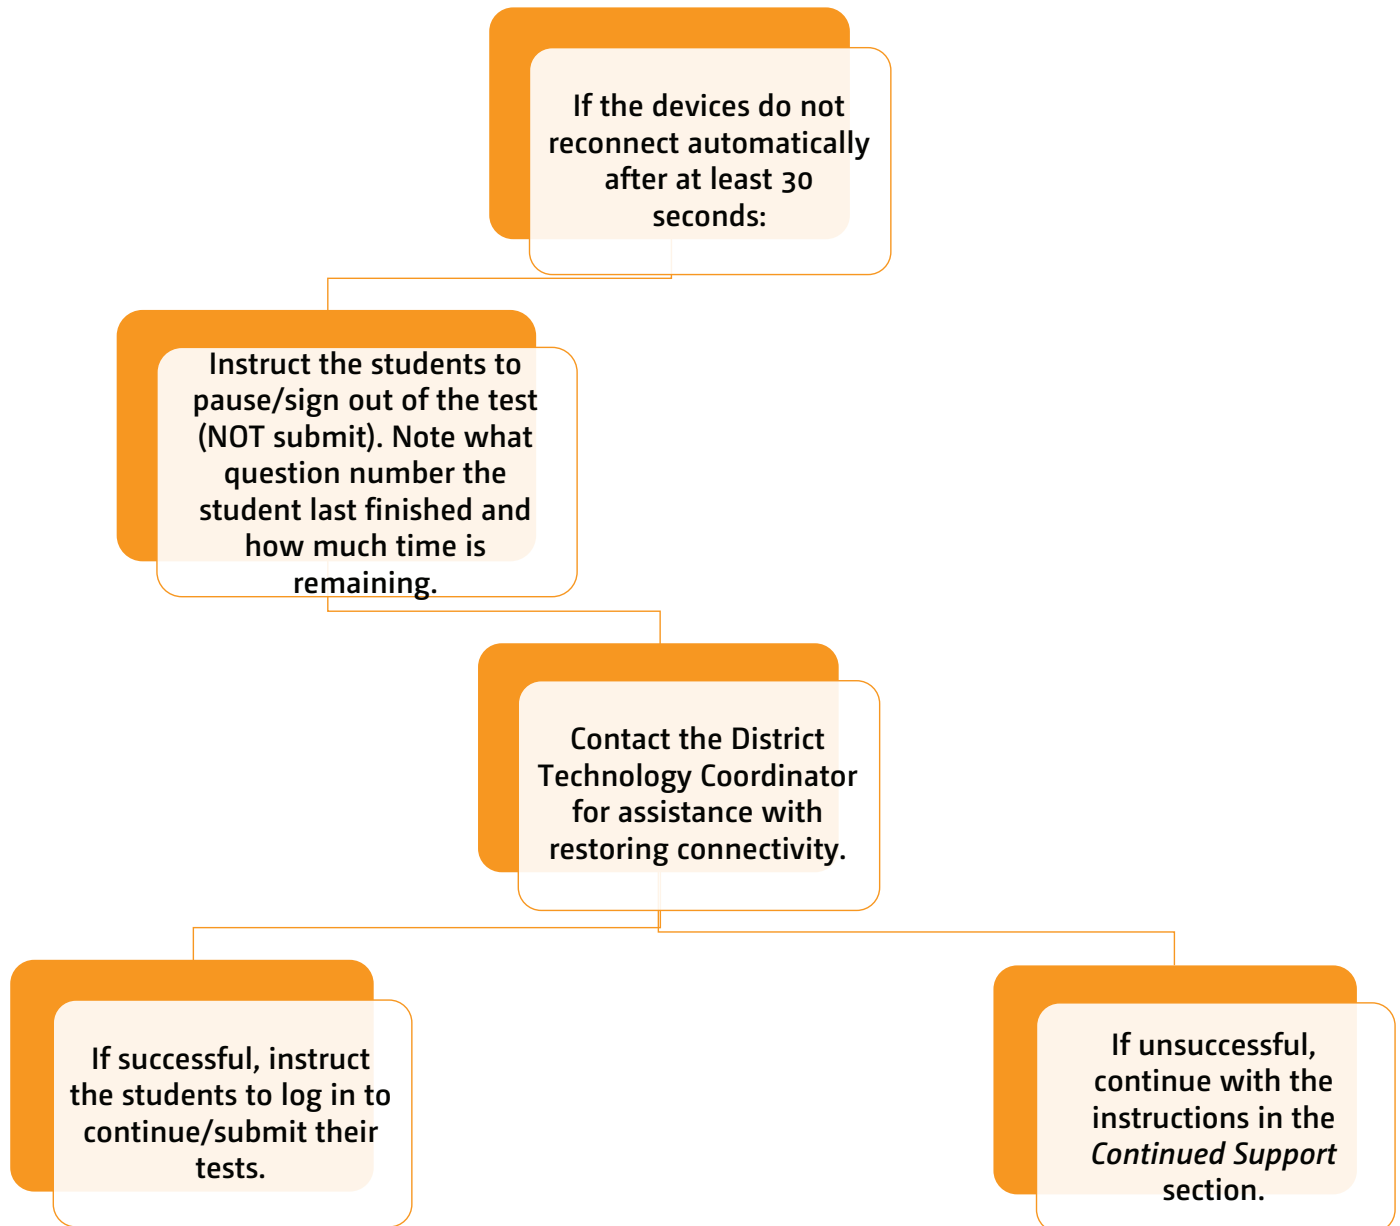 If the devices do not
reconnect automatically
after at least 30
seconds:
Instruct the students to
pause/sign out of the test
(NOT submit). Note what
question number the
student last finished and
how much time is
remaining.
Contact the District
Technology Coordinator
for assistance with
restoring connectivity.
If successful, instruct
the students to log in to
continue/submit their
tests.
If unsuccessful,
continue with the
instructions in the
Continued Support
section.